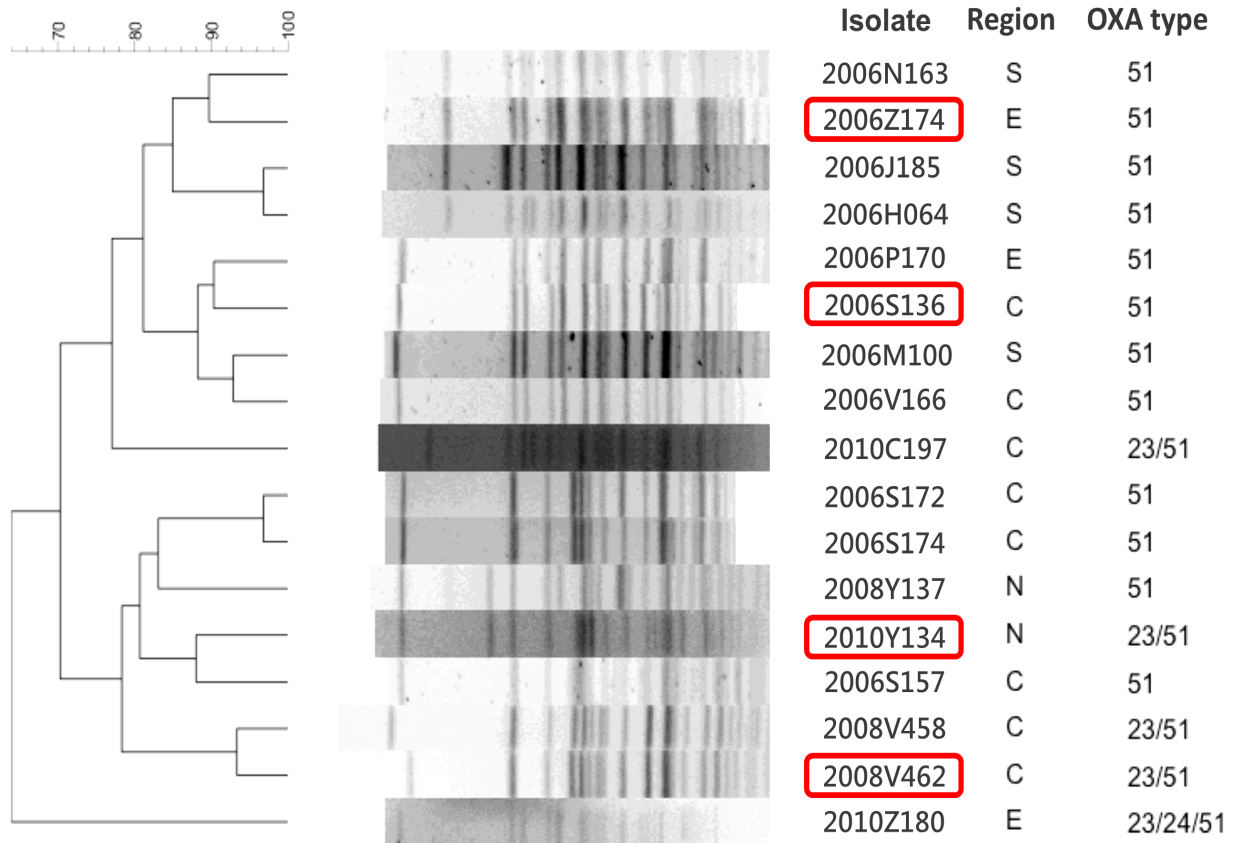 70 80 90 100
Isolate Region OXA type
2006N163 S 51
2006Z174 E 51
2006J185 S 51
2006H064 S 51
2006P170 E 51
2006S136 C 51
2006M100 S 51
2006V166 C 51
2010C197 C 23/51
2006S172 C 51
2006S174 C 51
2008Y137 N 51
2010Y134 N 23/51
2006S157 C 51
2008V458 C 23/51
2008V462 C 23/51
2010Z180 E 23/24/51